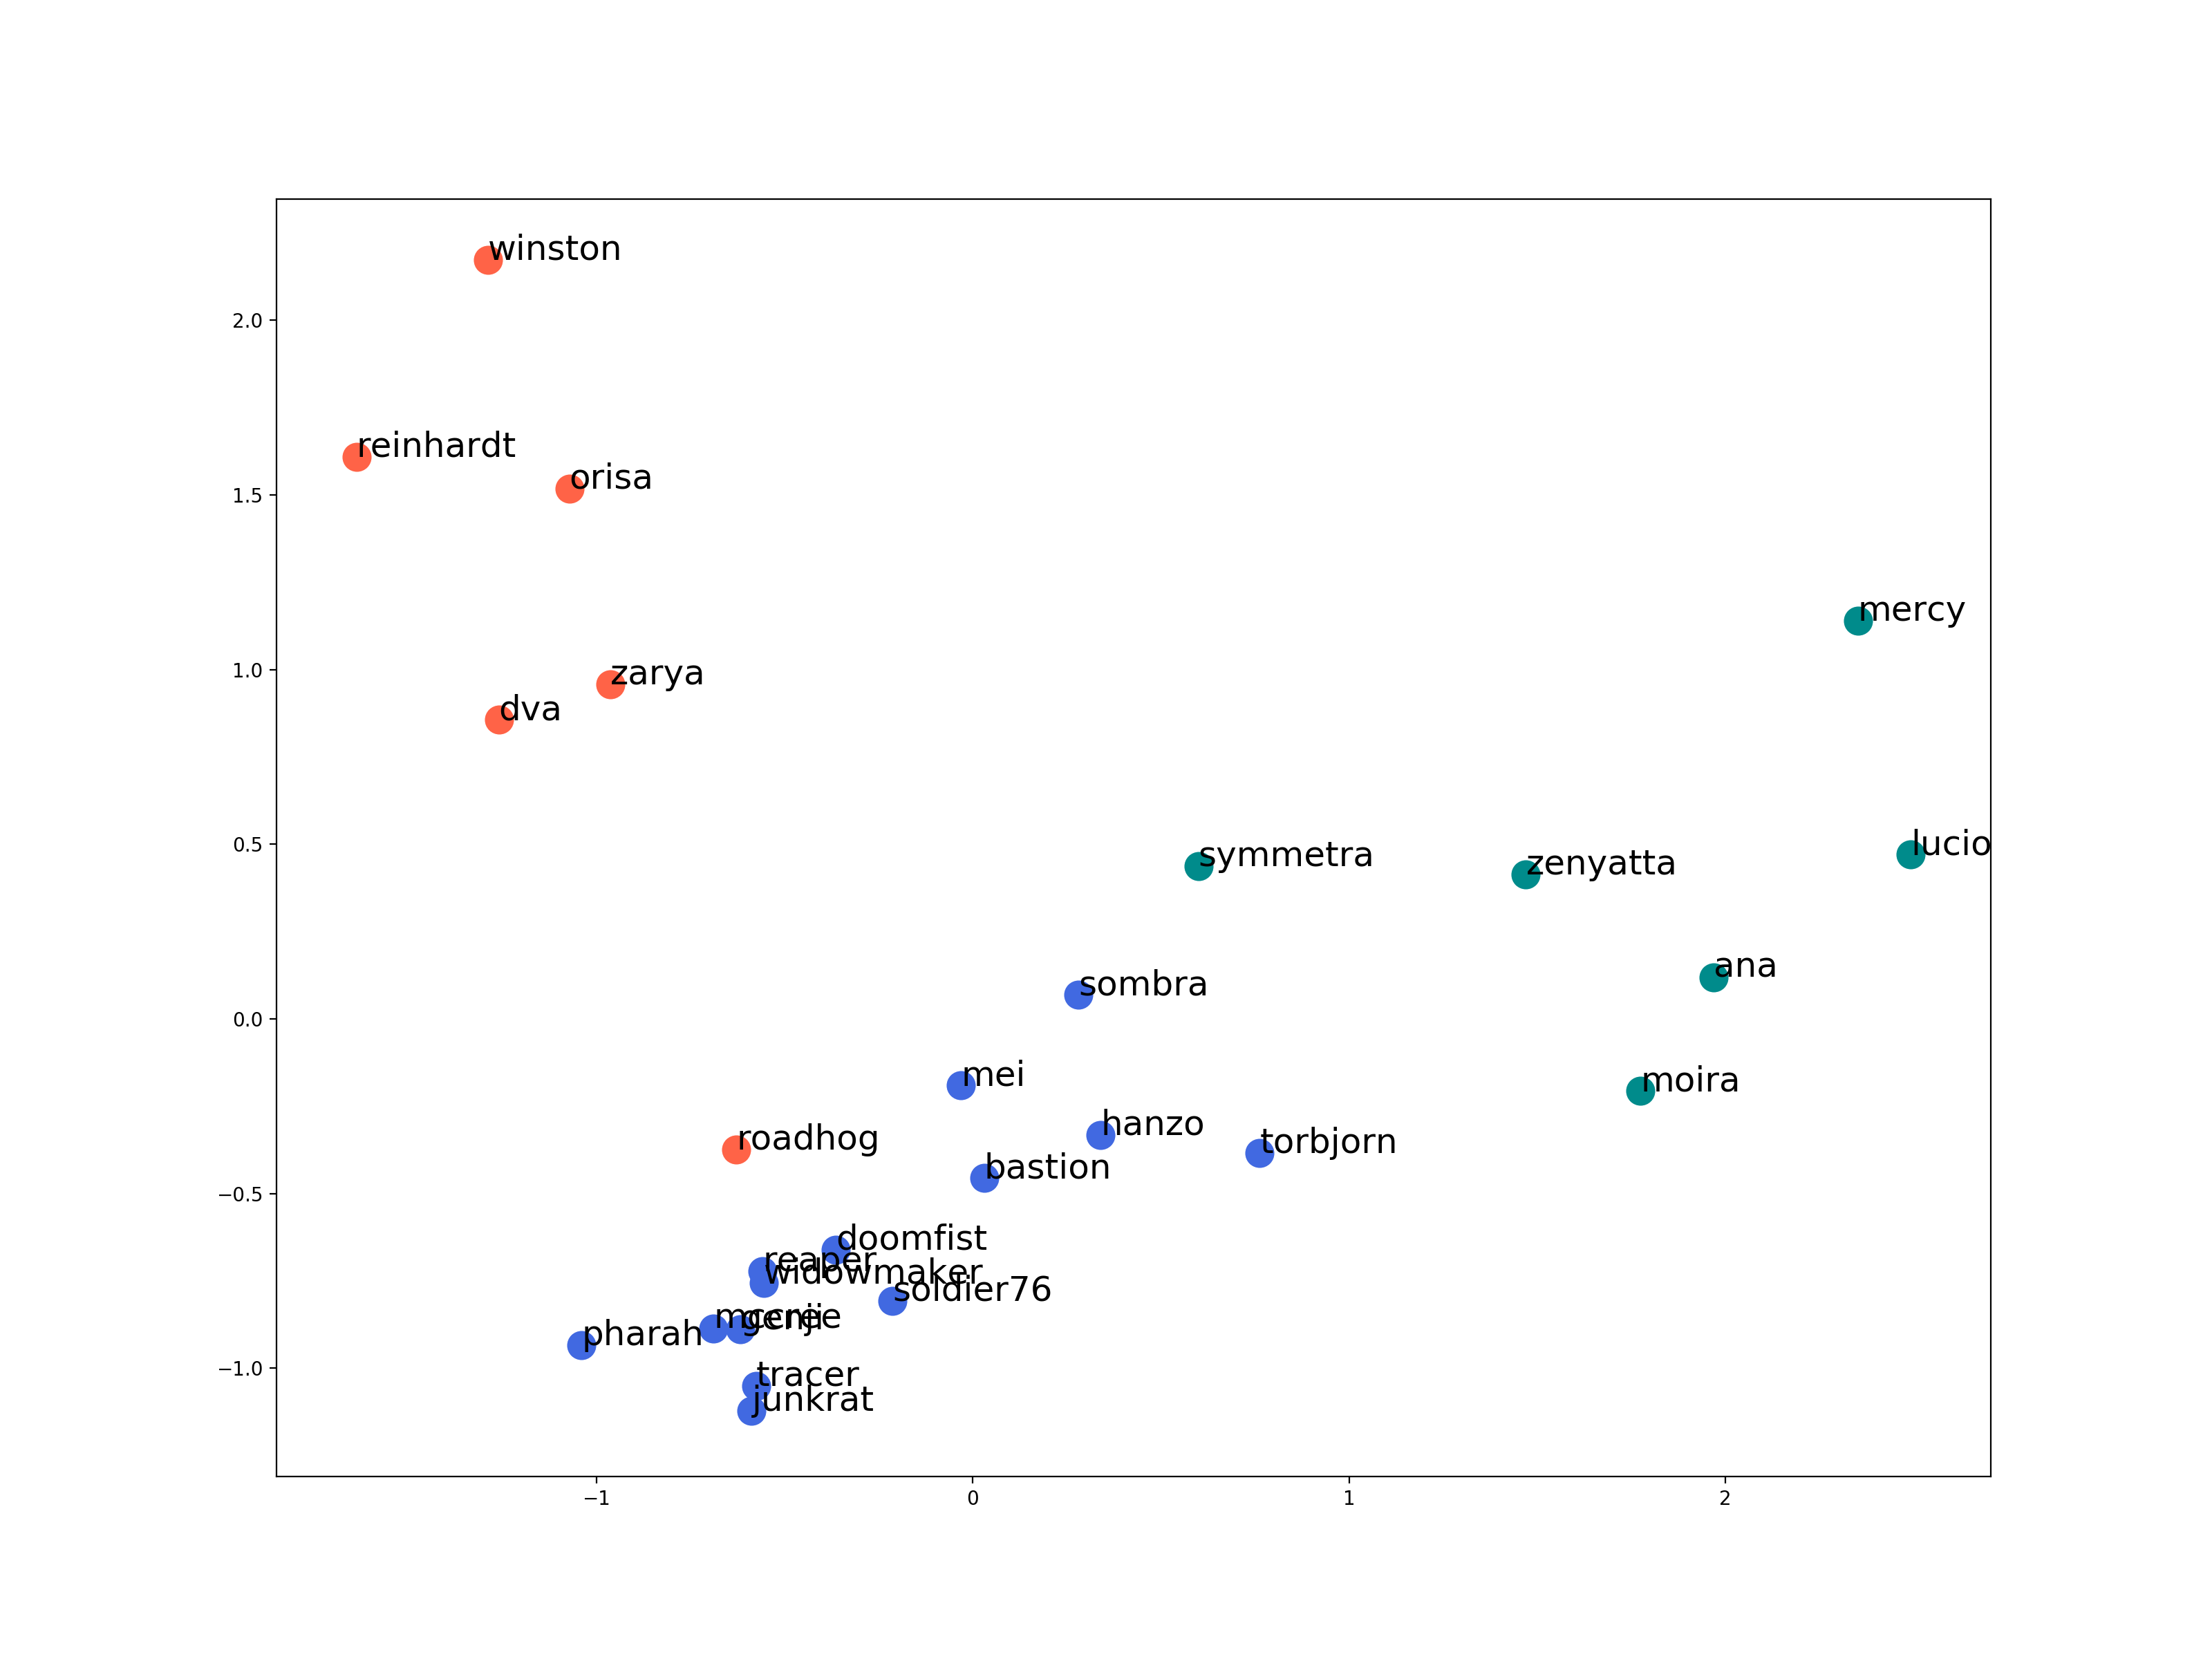 winston
2.0
reinhardt
orisa
1.5
mercy
zarya
1.0
dva
symmetra
zenyatta
lucio
0.5
ana
sombra
0.0
mei
moira
hanzo
roadhog
torbjorn
bastion
−0.5
doomfist
reaper
widowmaker
soldier76
mccree
genji
pharah
−1.0
tracer
junkrat
−1
0
1
2